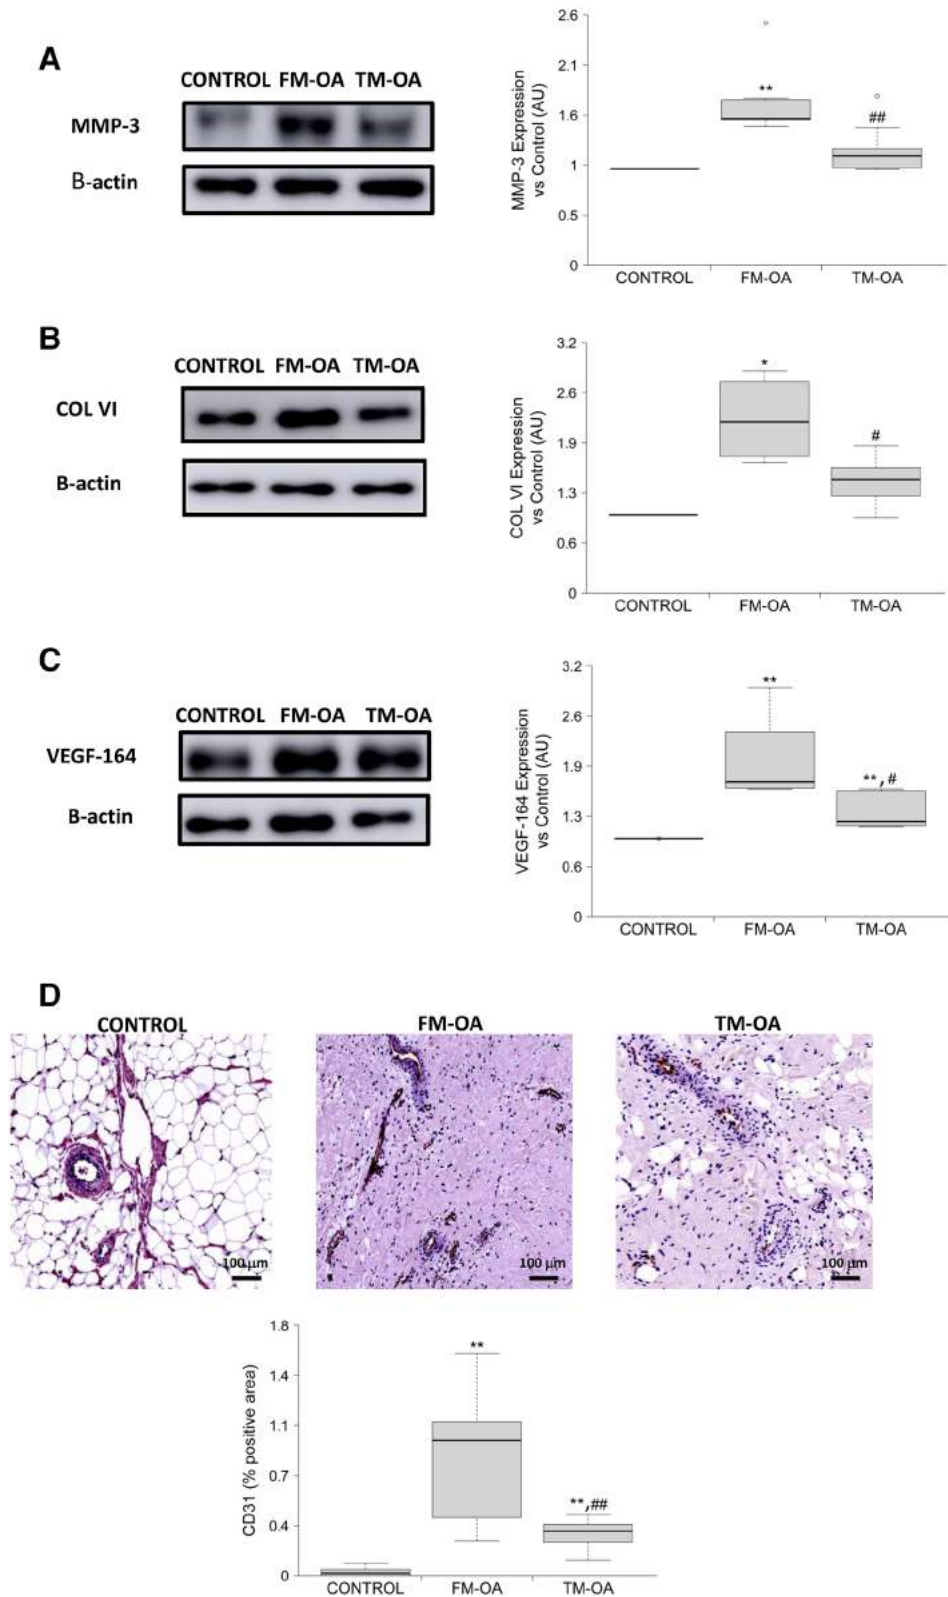 A
CONTROL FM-OA TM-OA
MMP-3
B-actin
MMP-3 Expression
vs Control (AU)
2.6
2.1
1.6
1
0.5
0
**
##
CONTROL
FM-OA
TM-OA
B
CONTROL FM-OA TM-OA
COL VI
B-actin
COL VI Expression
vs Control (AU)
3.2
2.6
1.9
1.3
0.6
0
*
#
CONTROL
FM-OA
TM-OA
C
CONTROL FM-OA TM-OA
VEGF-164
B-actin
VEGF-164 Expression
vs Control (AU)
3.2
2.6
1.9
1.3
0.6
0
**
**,#
CONTROL
FM-OA
TM-OA
D
CONTROL
FM-OA
TM-OA
100 µm
100 µm
100 µm
CD31 (% positive area)
1.8
1.4
1.1
0.7
0.4
0
**
**,##
CONTROL
FM-OA
TM-OA